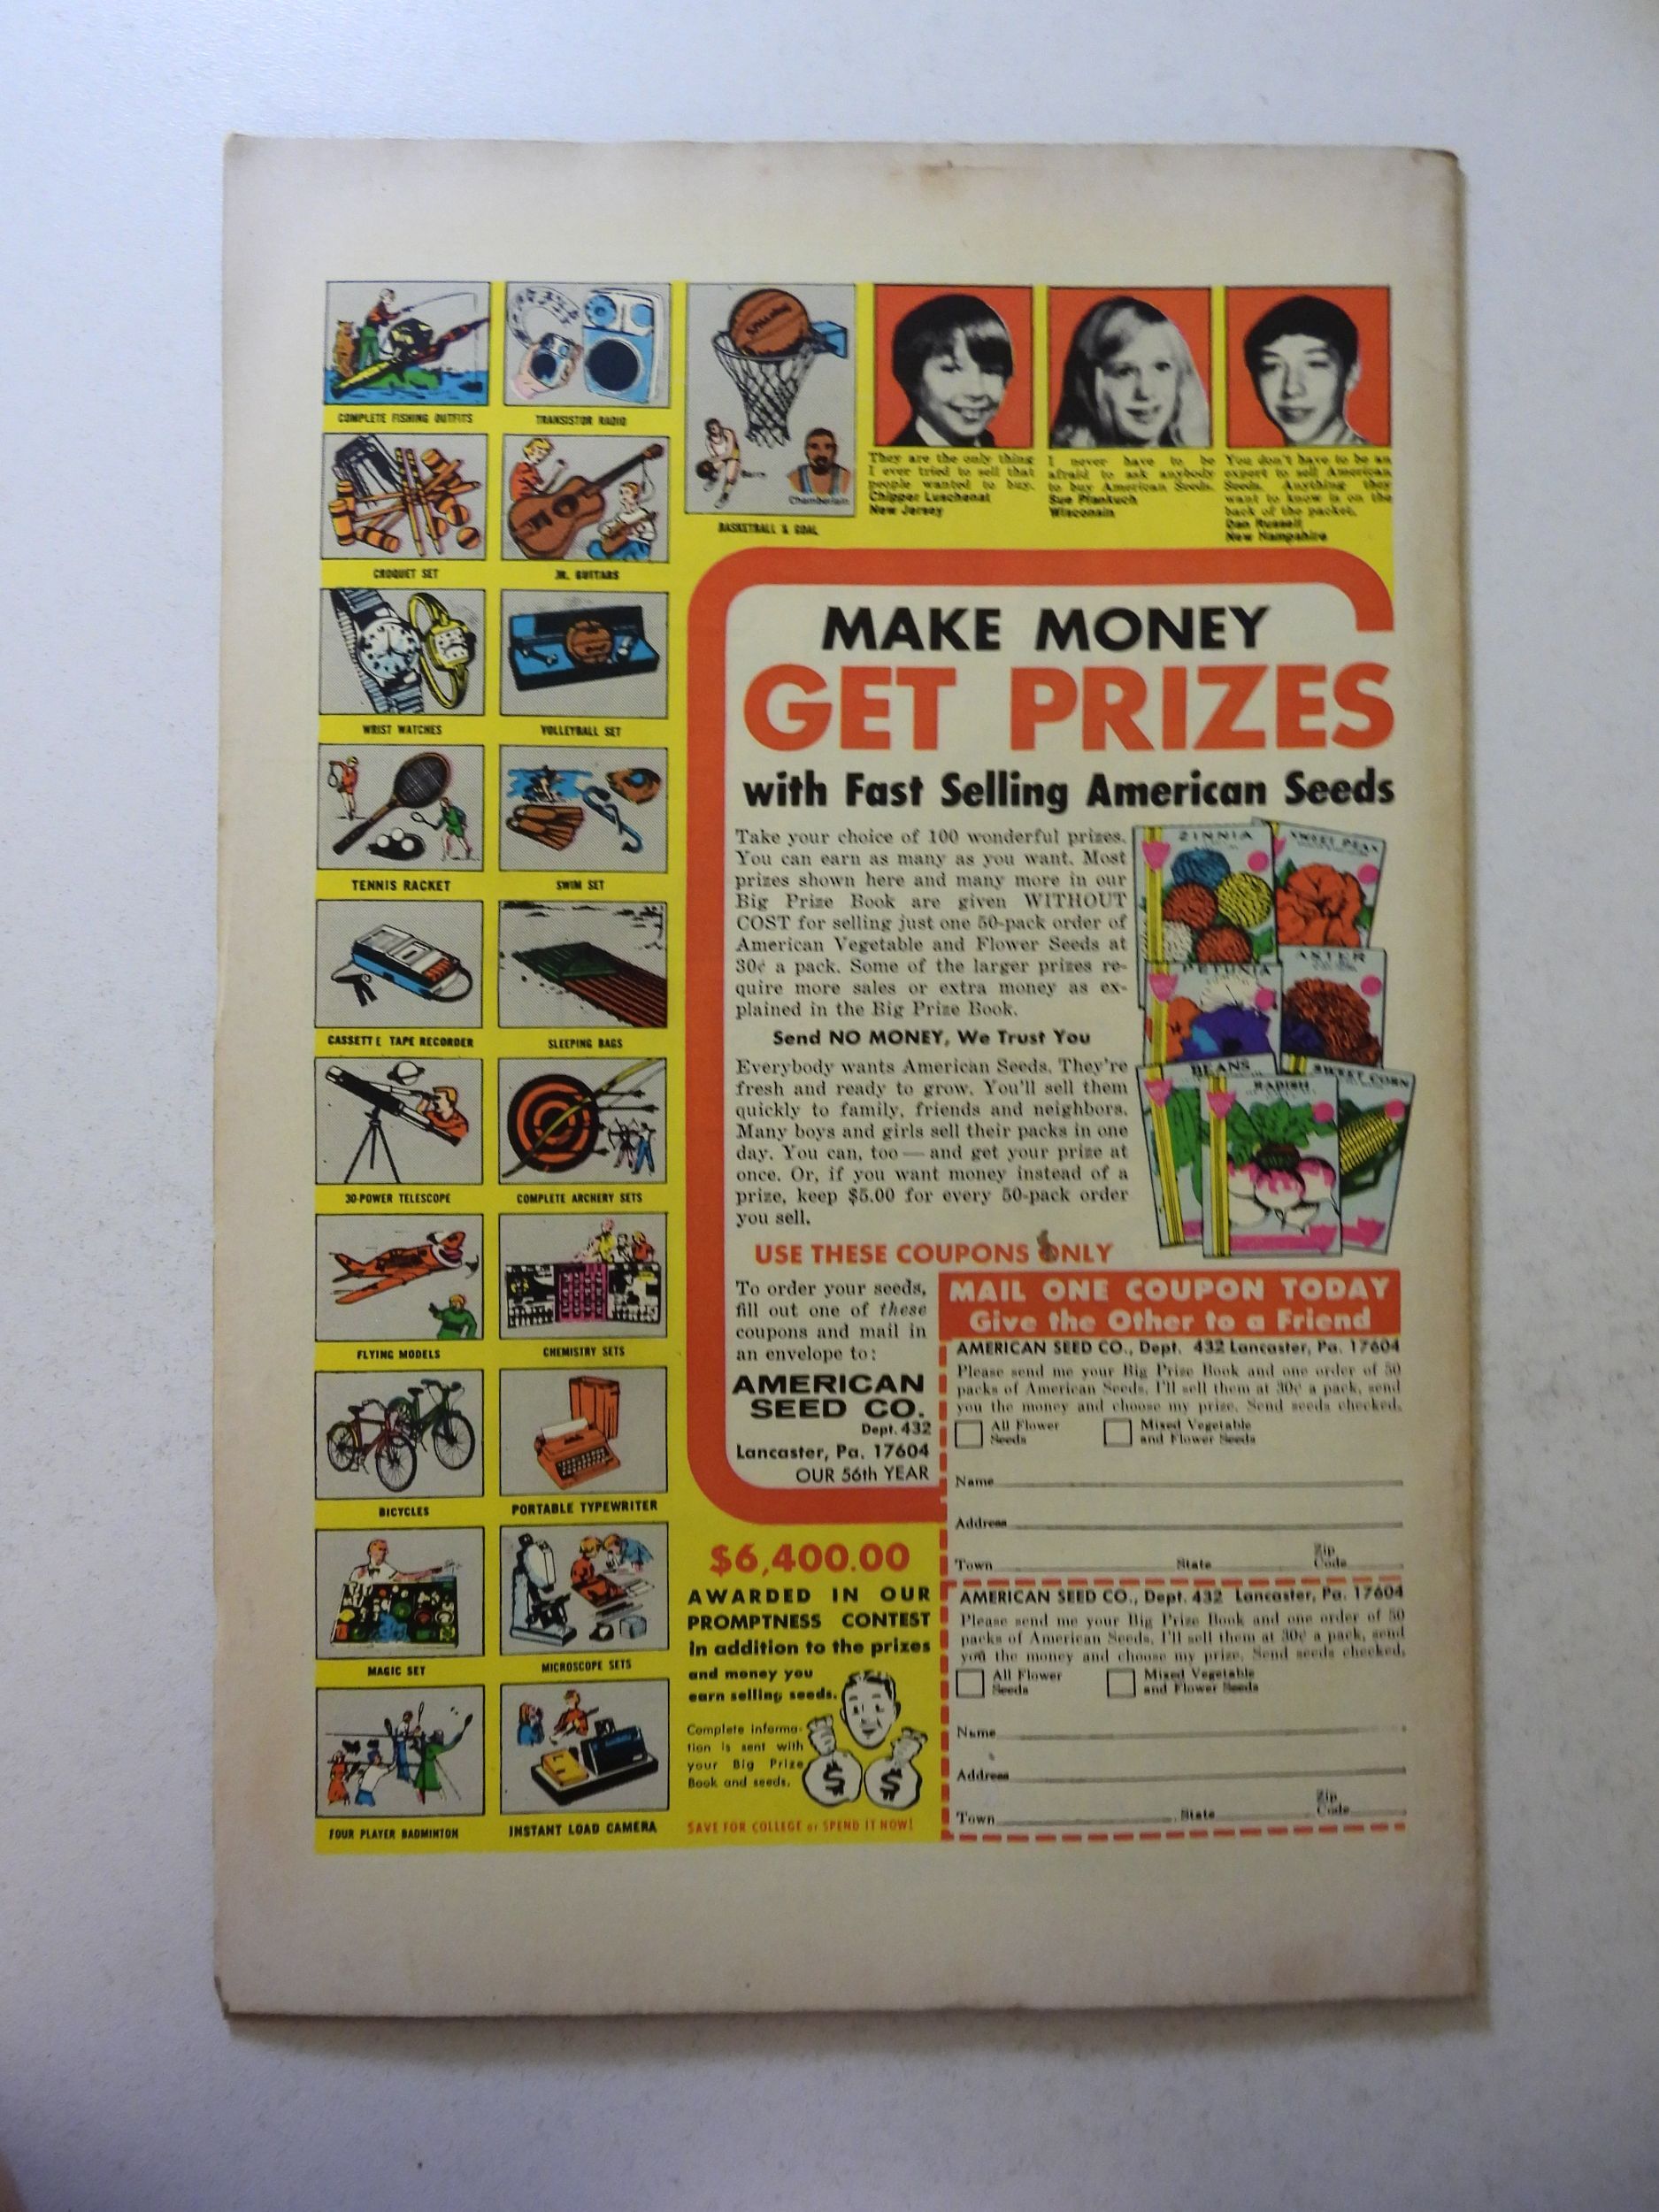 COMPLETE FISHING OUTFITS
TRANSISTOR RADIO
CROQUET SET
JR. GUITARS
WRIST WATCHES
VOLLEYBALL SET
TENNIS RACKET
SWIM SET
CASSETTE TAPE RECORDER
SLEEPING BAGS
30-POWER TELESCOPE
COMPLETE ARCHERY SETS
FLYING MODELS
CHEMISTRY SETS
BICYCLES
PORTABLE TYPEWRITER
MAGIC SET
MICROSCOPE SETS
FOUR PLAYER BADMINTON
INSTANT LOAD CAMERA
SPALDING
Barry
Chamberlain
BASKETBALL & GOAL
They are the only thing
I ever tried to sell that
people wanted to buy.
Chipper Luschenat
New Jersey
I never have to be
afraid to ask anybody
to buy American Seeds.
Sue Plankuch
Wisconsin
You don't have to be an
expert to sell American
Seeds. Anything they
want to know is on the
back of the packet.
Dan Russell
New Hampshire
MAKE MONEY
GET PRIZES
with Fast Selling American Seeds
Take your choice of 100 wonderful prizes.
You can earn as many as you want. Most
prizes shown here and many more in our
Big Prize Book are given WITHOUT
COST for selling just one 50-pack order of
American Vegetable and Flower Seeds at
30¢ a pack. Some of the larger prizes re-
quire more sales or extra money as ex-
plained in the Big Prize Book.
Send NO MONEY, We Trust You
Everybody wants American Seeds. They're
fresh and ready to grow. You'll sell them
quickly to family, friends and neighbors.
Many boys and girls sell their packs in one
day. You can, too — and get your prize at
once. Or, if you want money instead of a
prize, keep $5.00 for every 50-pack order
you sell.
ZINNIA
SWEET PEAS
PETUNIA
ASTER
BEANS
RADISH
SWEET CORN
USE THESE COUPONS ONLY
To order your seeds,
fill out one of these
coupons and mail in
an envelope to:
AMERICAN
SEED CO.
Dept. 432
Lancaster, Pa. 17604
OUR 56th YEAR
$6,400.00
AWARDED IN OUR
PROMPTNESS CONTEST
in addition to the prizes
and money you
earn selling seeds.
Complete informa-
tion is sent with
your Big Prize
Book and seeds.
$ $
SAVE FOR COLLEGE or SPEND IT NOW!
MAIL ONE COUPON TODAY
Give the Other to a Friend
AMERICAN SEED CO., Dept. 432 Lancaster, Pa. 17604
Please send me your Big Prize Book and one order of 50
packs of American Seeds. I'll sell them at 30¢ a pack, send
you the money and choose my prize. Send seeds checked.
All Flower Seeds
Mixed Vegetable and Flower Seeds
Name
Address
Town State Zip Code
AMERICAN SEED CO., Dept. 432 Lancaster, Pa. 17604
Please send me your Big Prize Book and one order of 50
packs of American Seeds. I'll sell them at 30¢ a pack, send
you the money and choose my prize. Send seeds checked.
All Flower Seeds
Mixed Vegetable and Flower Seeds
Name
Address
Town State Zip Code